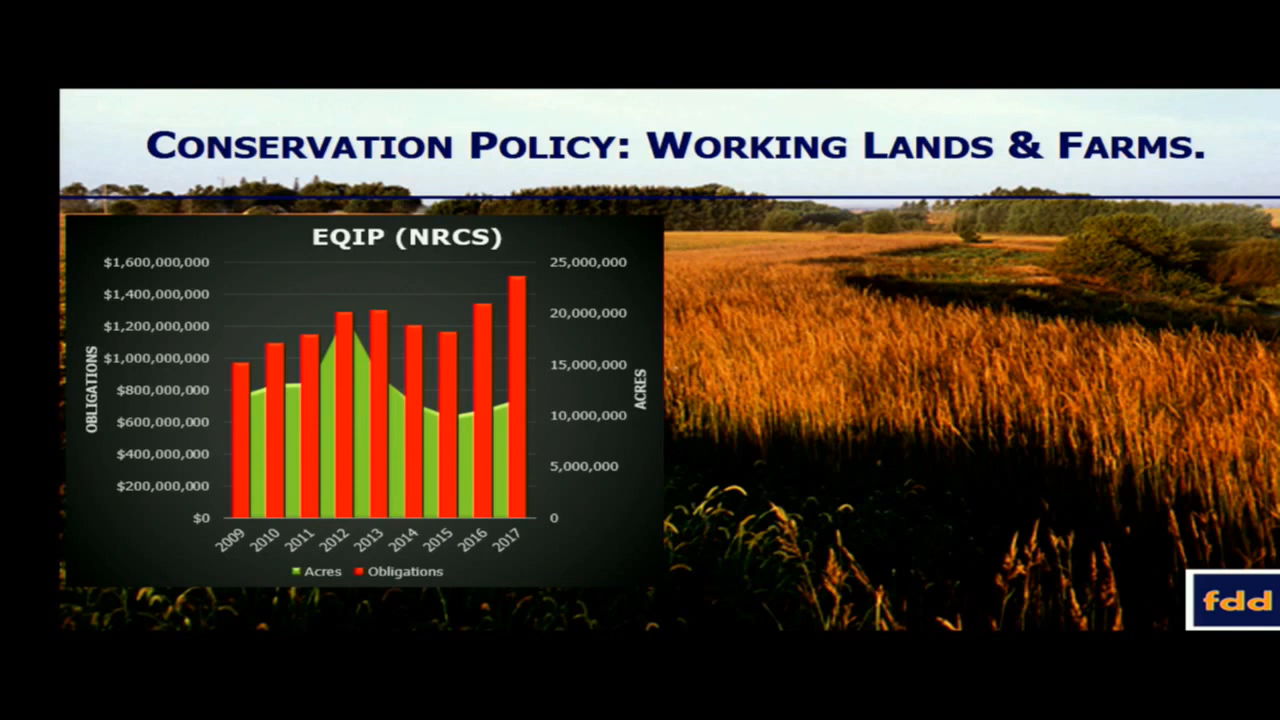 CONSERVATION POLICY: WORKING LANDS & FARMS.
EQIP (NRCS)
$1,600,000,000
$1,400,000,000
$1,200,000,000
$1,000,000,000
$800,000,000
$600,000,000
$400,000,000
$200,000,000
$0
OBLIGATIONS
25,000,000
20,000,000
15,000,000
10,000,000
5,000,000
0
ACRES
2009 2010 2011 2012 2013 2014 2015 2016 2017
Acres Obligations
fdd